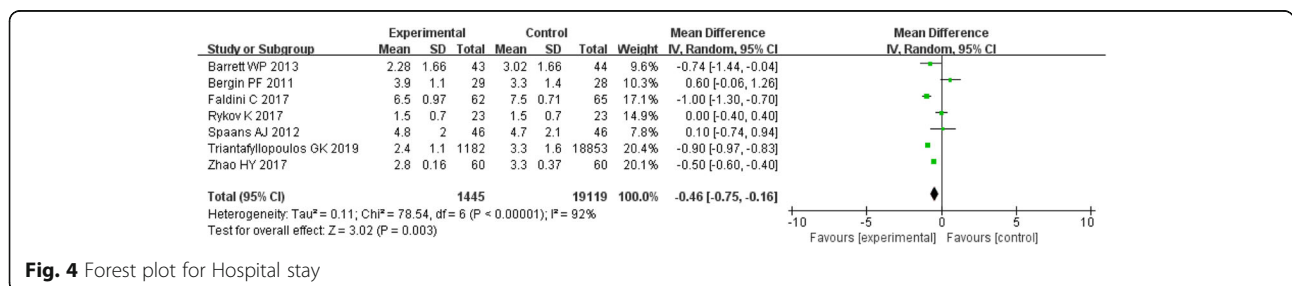 Experimental Control Mean Difference Mean Difference
Study or Subgroup Mean SD Total Mean SD Total Weight IV, Random, 95% CI IV, Random, 95% CI
Barrett WP 2013 2.28 1.66 43 3.02 1.66 44 9.6% -0.74 [-1.44, -0.04]
Bergin PF 2011 3.9 1.1 29 3.3 1.4 28 10.3% 0.60 [-0.06, 1.26]
Faldini C 2017 6.5 0.97 62 7.5 0.71 65 17.1% -1.00 [-1.30, -0.70]
Rykov K 2017 1.5 0.7 23 1.5 0.7 23 14.9% 0.00 [-0.40, 0.40]
Spaans AJ 2012 4.8 2 46 4.7 2.1 46 7.8% 0.10 [-0.74, 0.94]
Triantafyllopoulos GK 2019 2.4 1.1 1182 3.3 1.6 18853 20.4% -0.90 [-0.97, -0.83]
Zhao HY 2017 2.8 0.16 60 3.3 0.37 60 20.1% -0.50 [-0.60, -0.40]
Total (95% CI) 1445 19119 100.0% -0.46 [-0.75, -0.16]
Heterogeneity: Tau² = 0.11; Chi² = 78.54, df = 6 (P < 0.00001); I² = 92%
Test for overall effect: Z = 3.02 (P = 0.003)
-10 -5 0 5 10
Favours [experimental] Favours [control]
Fig. 4 Forest plot for Hospital stay